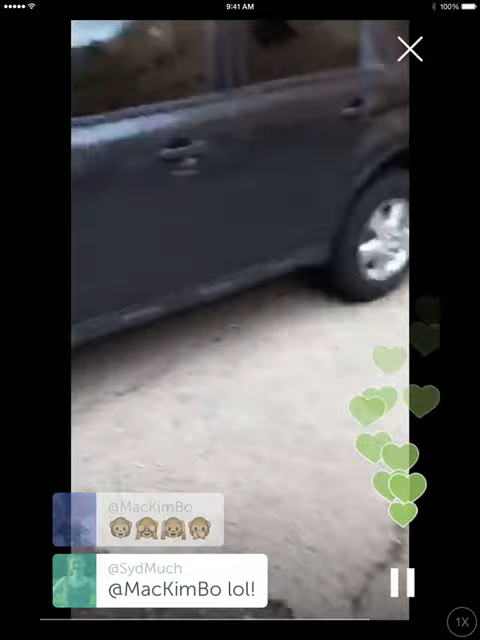 9:41 AM
100%
@MacKimBo
🐵🙈🙉🙊
@SydMuch
@MacKimBo lol!
1X